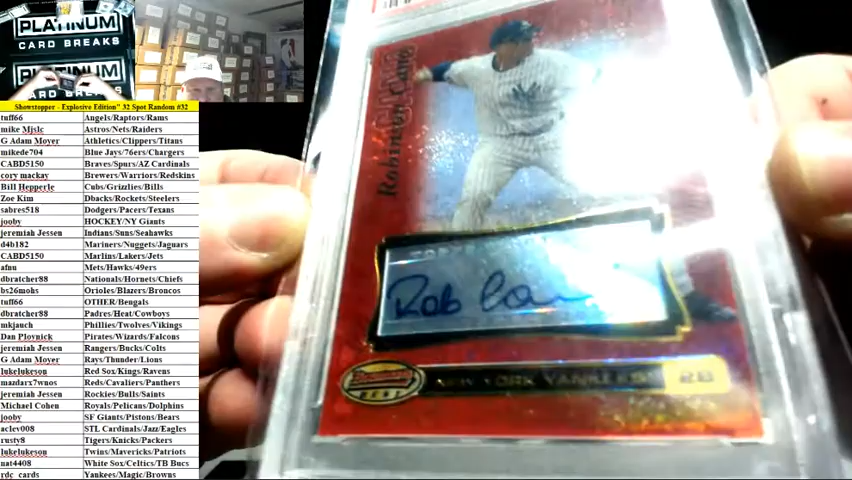 PLATINUM
CARD BREAKS
Showstopper - Explosive Edition" 32 Spot Random #32
tuff66 Angels/Raptors/Rams
mike Mjslc Astros/Nets/Raiders
G Adam Moyer Athletics/Clippers/Titans
mikede704 Blue Jays/76ers/Chargers
CABD5150 Braves/Spurs/AZ Cardinals
cory mackay Brewers/Warriors/Redskins
Bill Hepperle Cubs/Grizzlies/Bills
Zoe Kim Dbacks/Rockets/Steelers
sabres518 Dodgers/Pacers/Texans
jooby HOCKEY/NY Giants
jeremiah Jessen Indians/Suns/Seahawks
d4b182 Mariners/Nuggets/Jaguars
CABD5150 Marlins/Lakers/Jets
afnu Mets/Hawks/49ers
dbratcher88 Nationals/Hornets/Chiefs
bs26mohs Orioles/Blazers/Broncos
tuff66 OTHER/Bengals
dbratcher88 Padres/Heat/Cowboys
mkjauch Phillies/Twolves/Vikings
Dan Ploynick Pirates/Wizards/Falcons
jeremiah Jessen Rangers/Bucks/Colts
G Adam Moyer Rays/Thunder/Lions
lukelukeson Red Sox/Kings/Ravens
mazdarx7wnos Reds/Cavaliers/Panthers
jeremiah Jessen Rockies/Bulls/Saints
Michael Cohen Royals/Pelicans/Dolphins
jooby SF Giants/Pistons/Bears
aclev008 STL Cardinals/Jazz/Eagles
rusty8 Tigers/Knicks/Packers
lukelukeson Twins/Mavericks/Patriots
nat4408 White Sox/Celtics/TB Bucs
rdc_cards Yankees/Magic/Browns
Robinson Cano
Rob Can
Bowman
BEST
NEW YORK YANKEES 2B